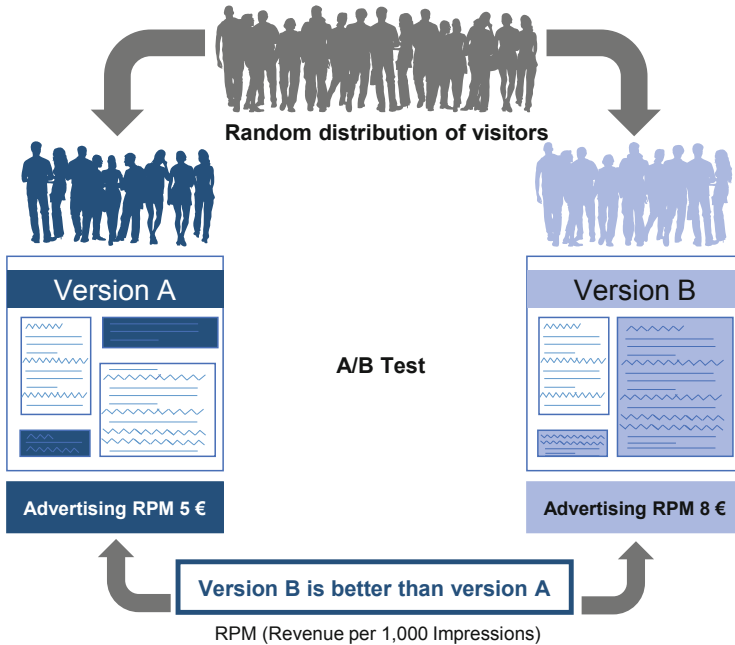 Random distribution of visitors
Version A
Version B
A/B Test
Advertising RPM 5 €
Advertising RPM 8 €
Version B is better than version A
RPM (Revenue per 1,000 Impressions)